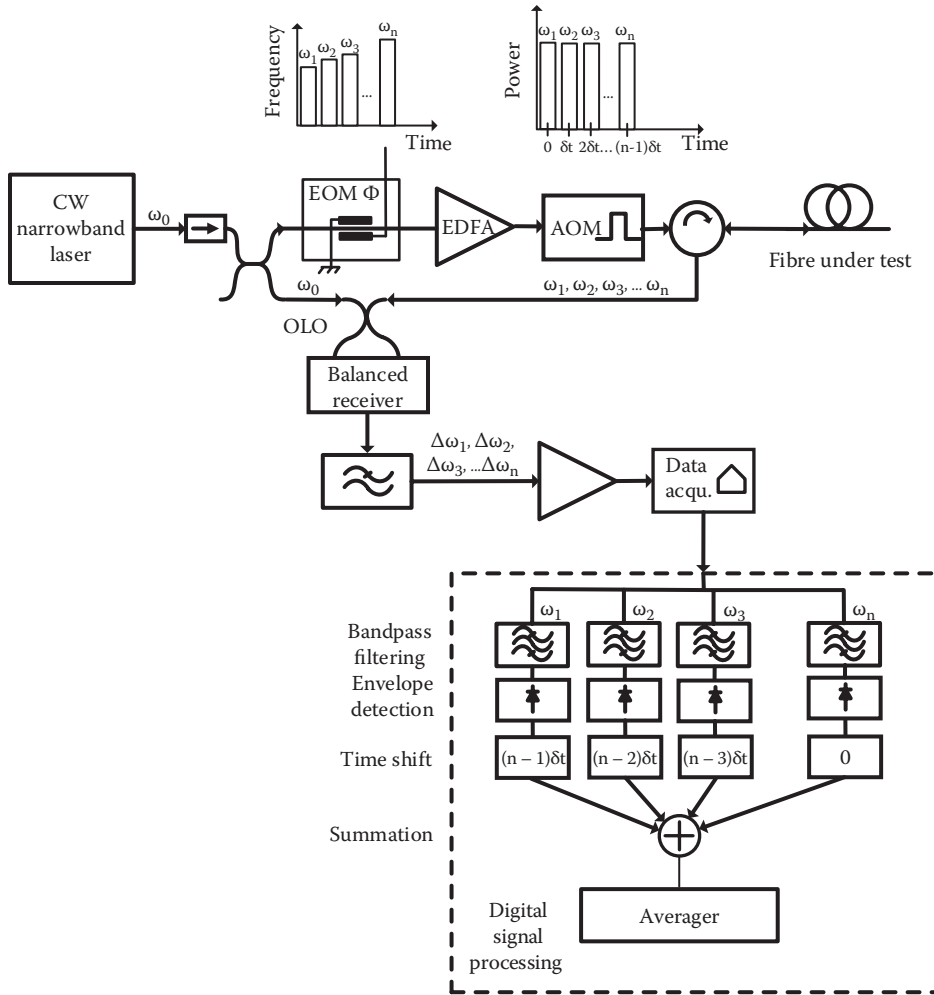 Frequency
ω1
ω2
ω3
...
ωn
Time
Power
ω1 ω2 ω3 ωn
...
0 δt 2δt... (n-1)δt
Time
CW
narrowband
laser
ω0
EOM Φ
EDFA
AOM
Fibre under test
ω0
ω1, ω2, ω3, ... ωn
OLO
Balanced
receiver
Δω1, Δω2,
Δω3, ...Δωn
Data
acqu.
ω1
ω2
ω3
ωn
Bandpass
filtering
Envelope
detection
Time shift
(n – 1)δt
(n – 2)δt
(n – 3)δt
0
Summation
Digital
signal
processing
Averager